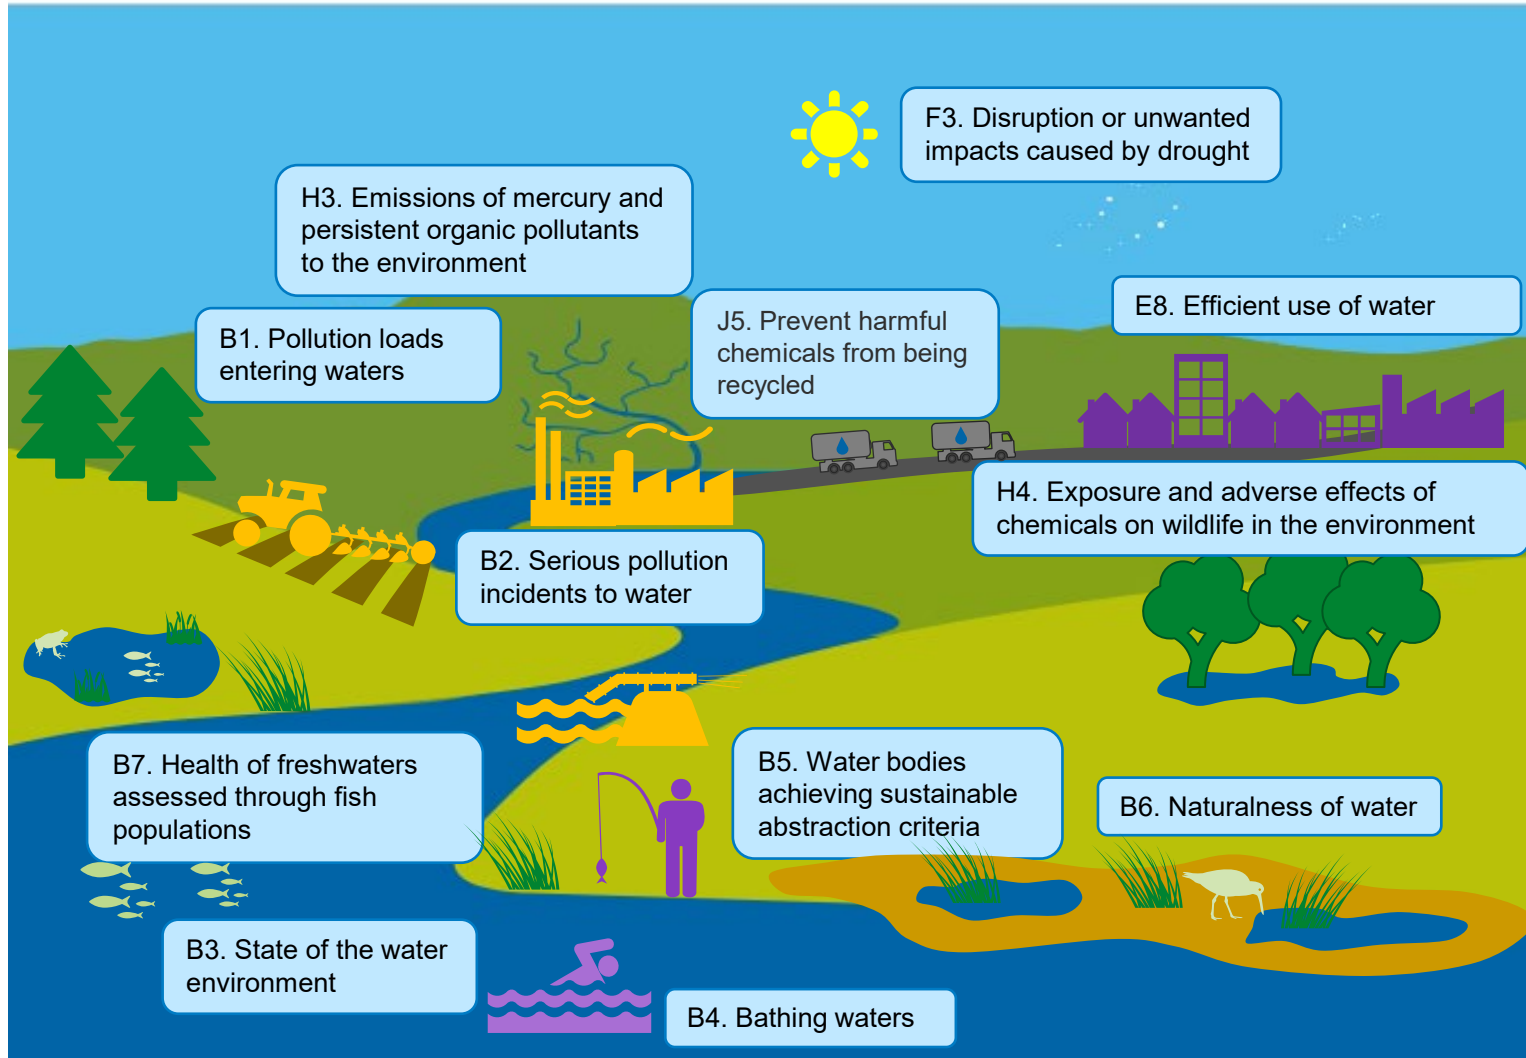 F3. Disruption or unwanted
impacts caused by drought
H3. Emissions of mercury and
persistent organic pollutants
to the environment
E8. Efficient use of water
J5. Prevent harmful
chemicals from being
recycled
B1. Pollution loads
entering waters
H4. Exposure and adverse effects of
chemicals on wildlife in the environment
B2. Serious pollution
incidents to water
B7. Health of freshwaters
assessed through fish
populations
B5. Water bodies
achieving sustainable
abstraction criteria
B6. Naturalness of water
B3. State of the water
environment
B4. Bathing waters